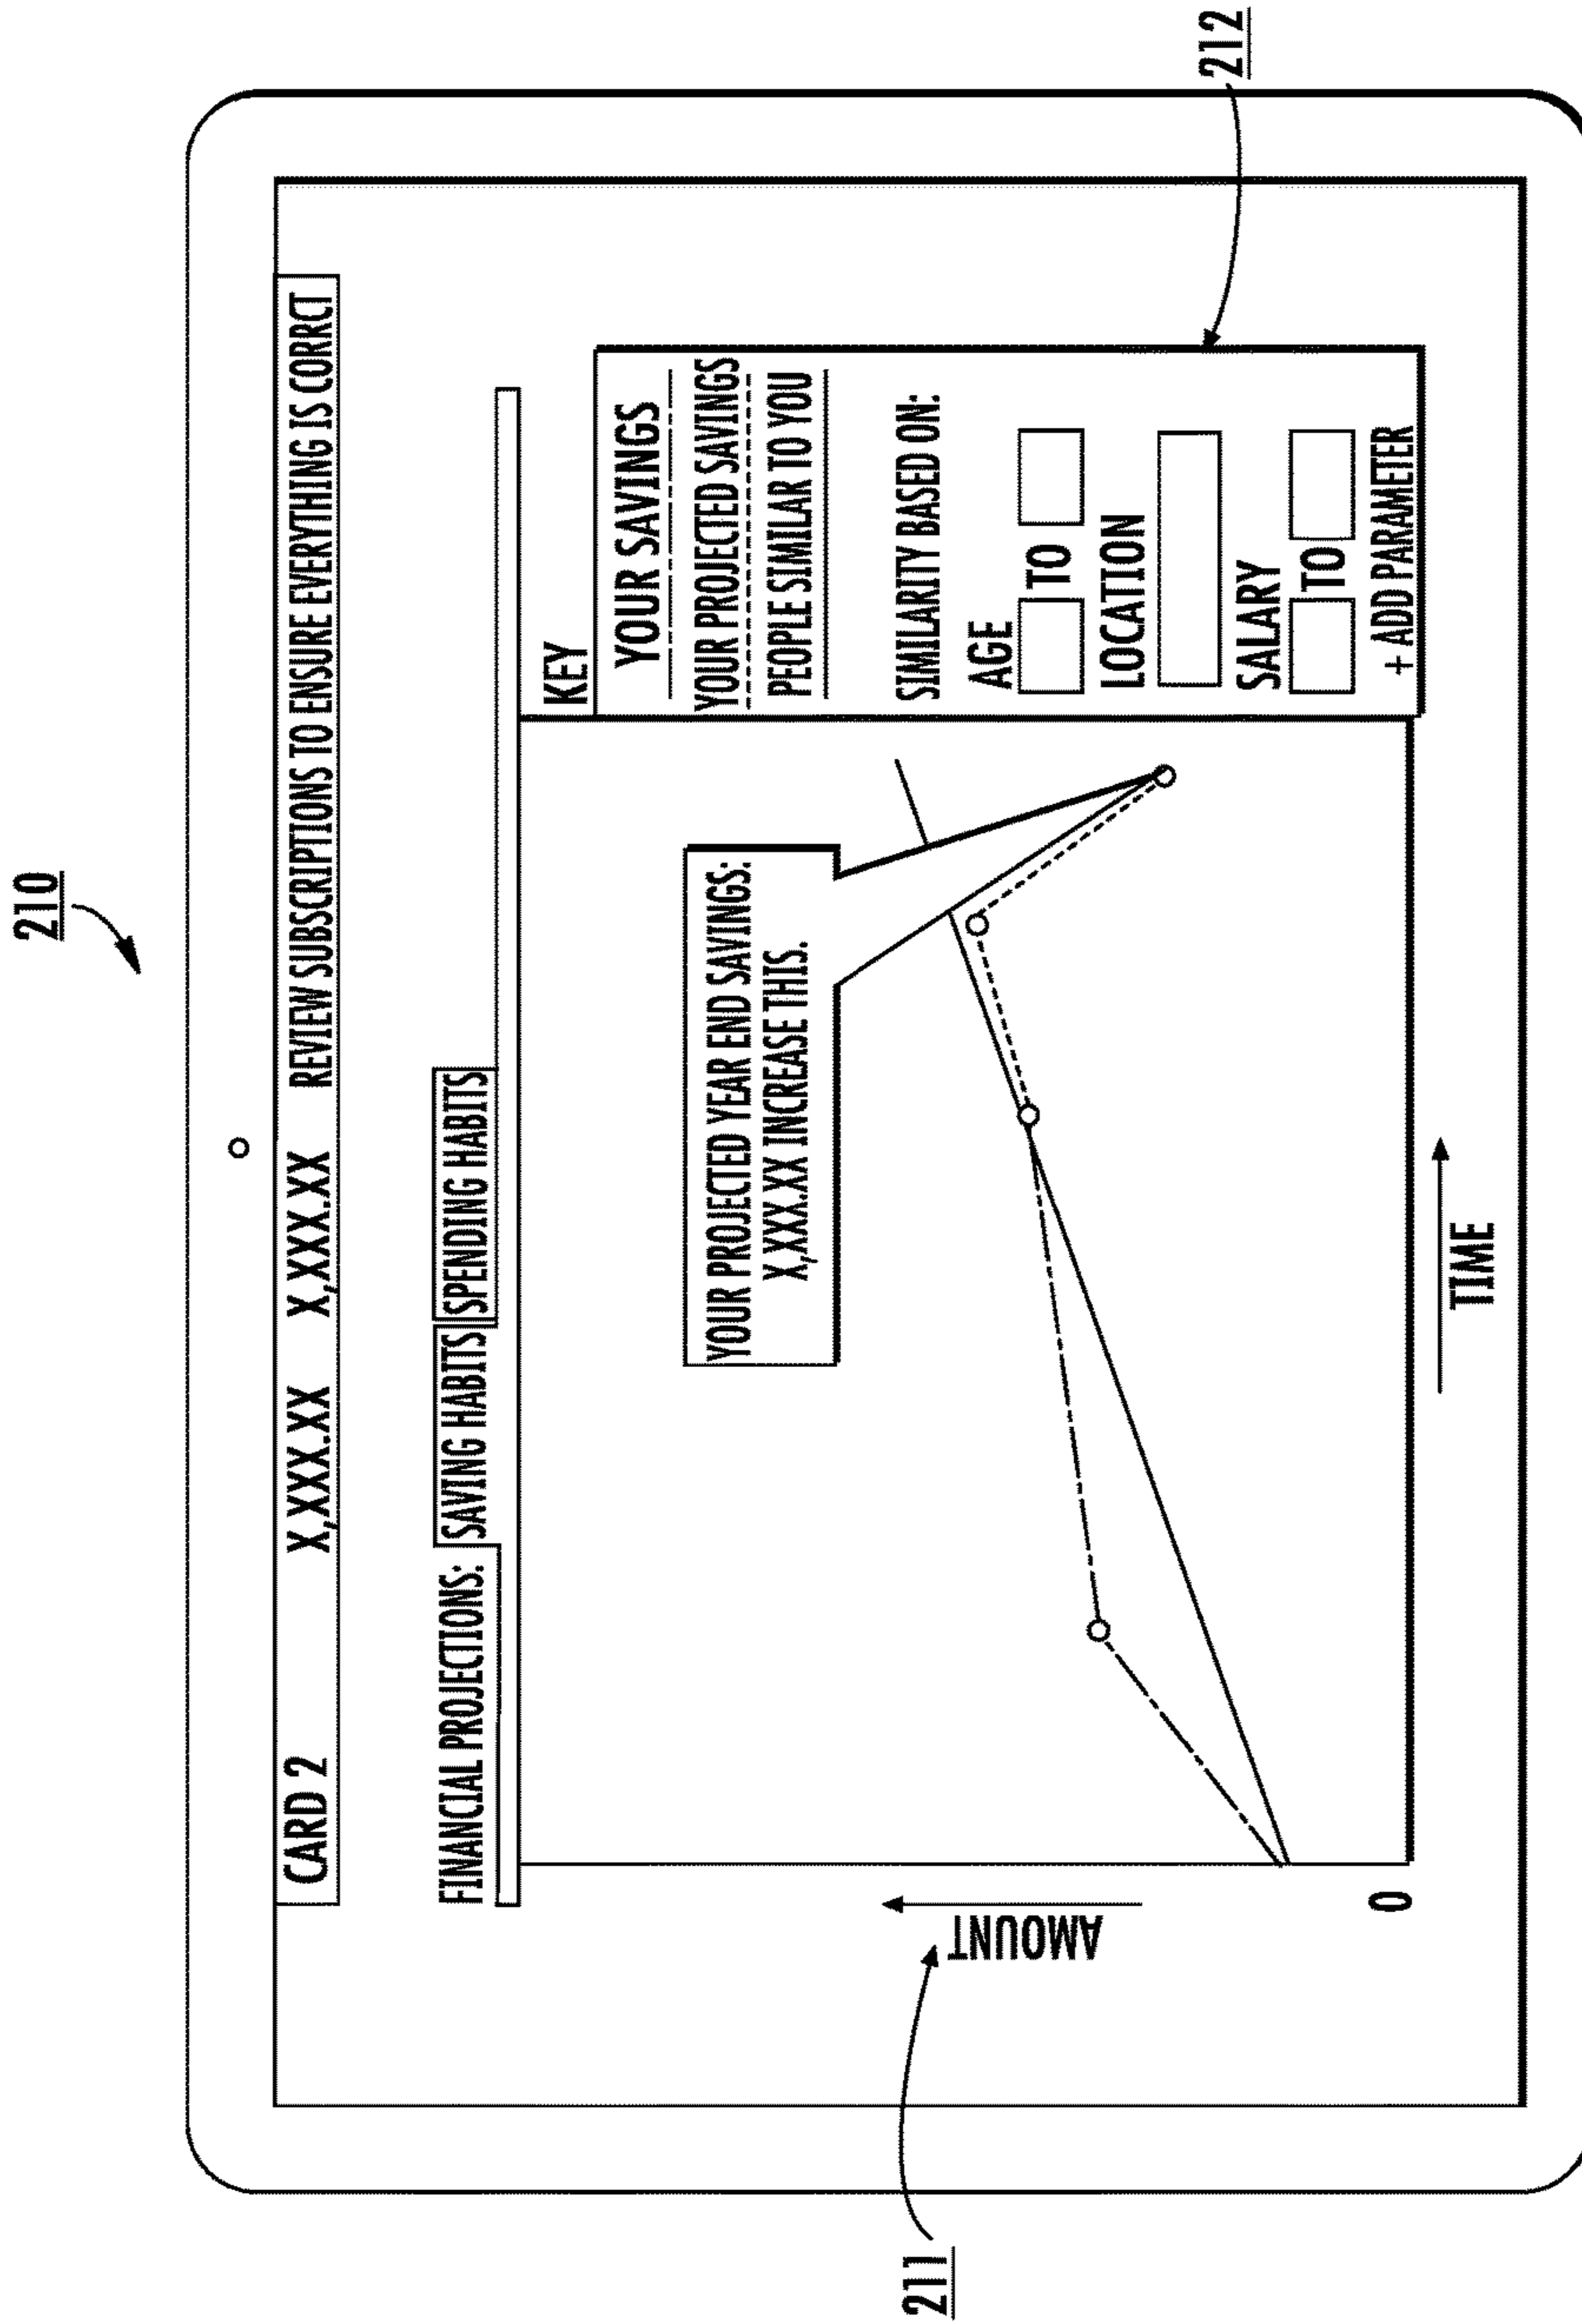 210
CARD 2 X,XXX.XX X,XXX.XX REVIEW SUBSCRIPTIONS TO ENSURE EVERYTHING IS CORRCT
FINANCIAL PROJECTIONS: SAVING HABITS SPENDING HABITS
KEY
YOUR SAVINGS
YOUR PROJECTED SAVINGS
PEOPLE SIMILAR TO YOU
SIMILARITY BASED ON:
AGE
TO
LOCATION
SALARY
TO
+ ADD PARAMETER
YOUR PROJECTED YEAR END SAVINGS:
X,XXX.XX INCREASE THIS.
AMOUNT
0
TIME
211
212